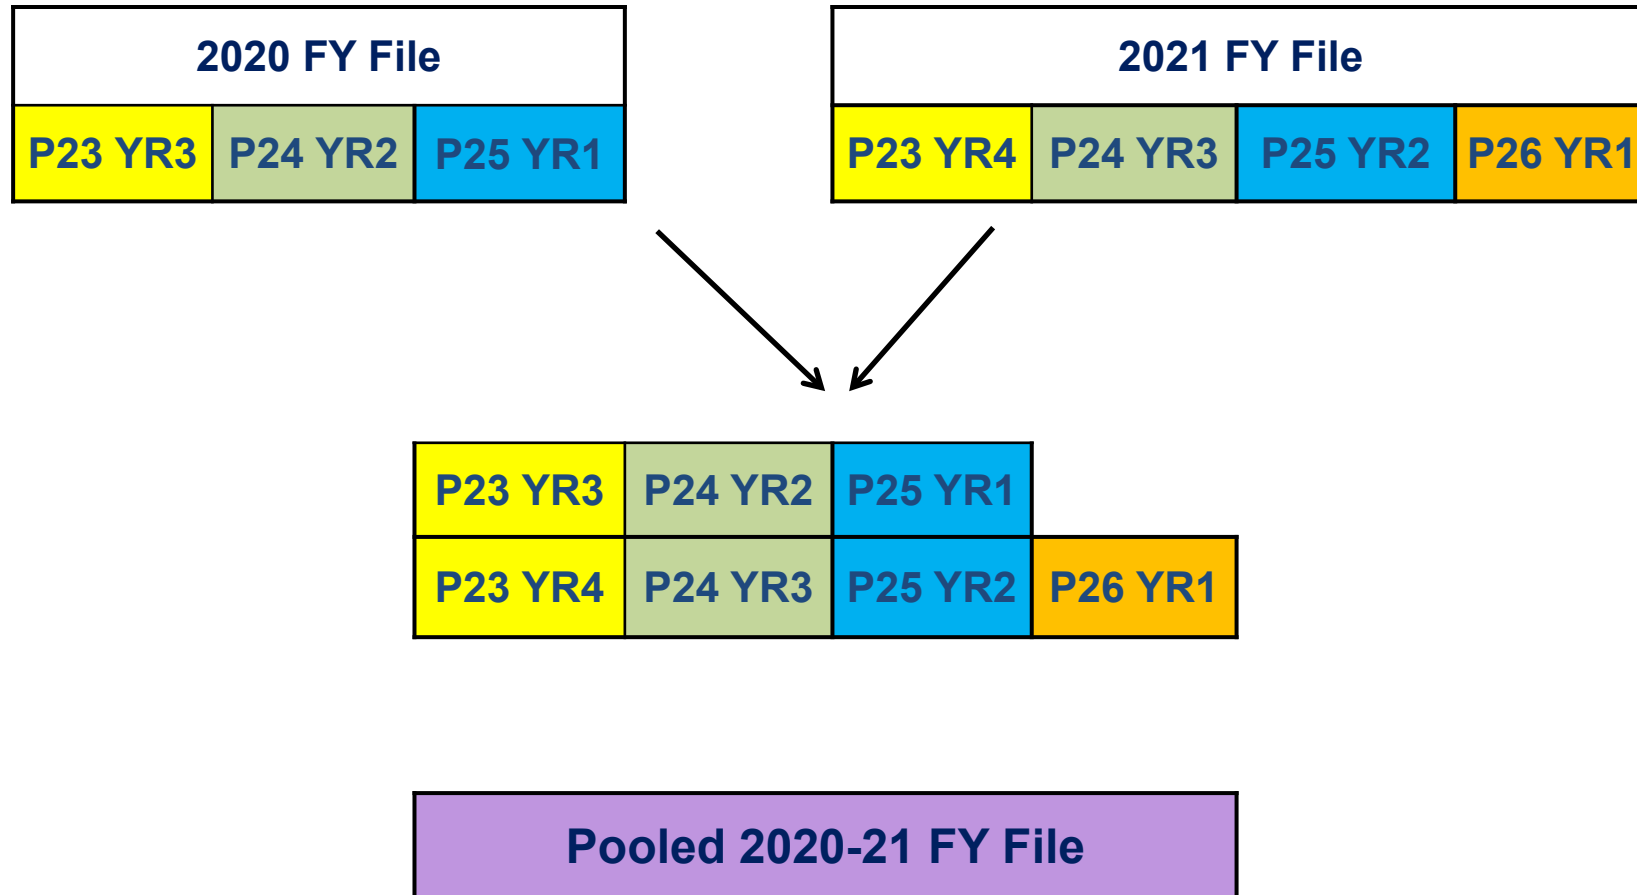 2020 FY File
P23 YR3 P24 YR2 P25 YR1
2021 FY File
P23 YR4 P24 YR3 P25 YR2 P26 YR1
P23 YR3 P24 YR2 P25 YR1
P23 YR4 P24 YR3 P25 YR2 P26 YR1
Pooled 2020-21 FY File